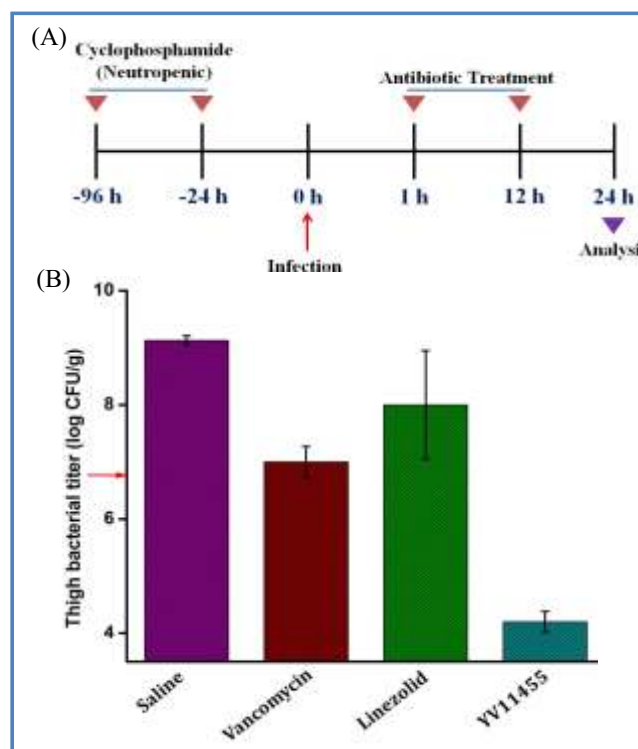 (A)
Cyclophosphamide
(Neutropenic)
Antibiotic Treatment
-96 h -24 h 0 h 1 h 12 h 24 h
Infection
Analysi
(B)
10
8
6
4
Thigh bacterial titer (log CFU/g)
Saline
Vancomycin
Linezolid
YV11455